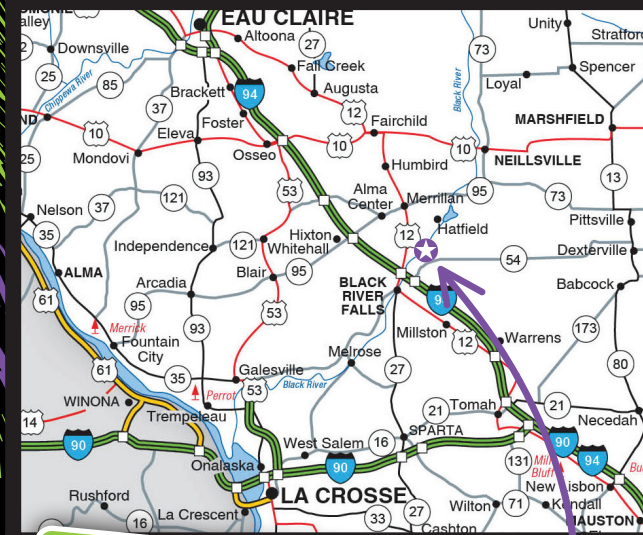 EAU CLAIRE
alley
Downsville
Altoona
27
73
Unity
Stratford
25
Chippewa River
85
Fall Creek
Spencer
Brackett
94
Augusta
Black River
Loyal
37
Foster
12
MARSHFIELD
10
Eleva
Fairchild
Mondovi
Osseo
10
10
NEILLSVILLE
25
93
53
Humbird
13
121
Alma
Center
Merrillan
95
73
Nelson
37
Pittsville
35
12
Hatfield
Independence
121
Hixton
Whitehall
54
Dexterville
ALMA
Blair
95
BLACK
RIVER
FALLS
Babcock
61
Arcadia
95
53
Merrick
93
Millston
12
Warrens
173
Fountain
City
Melrose
80
61
35
Galesville
27
WINONA
Perrot
53
Black River
Trempeleau
21
Tomah
21
14
Necedah
90
West Salem
16
SPARTA
90
94
Onalaska
90
131
Mill
Bluff
New Lisbon
Rushford
LA CROSSE
Wilton
71
Kendall
16
La Crescent
33
27
MAUSTON
Cashton